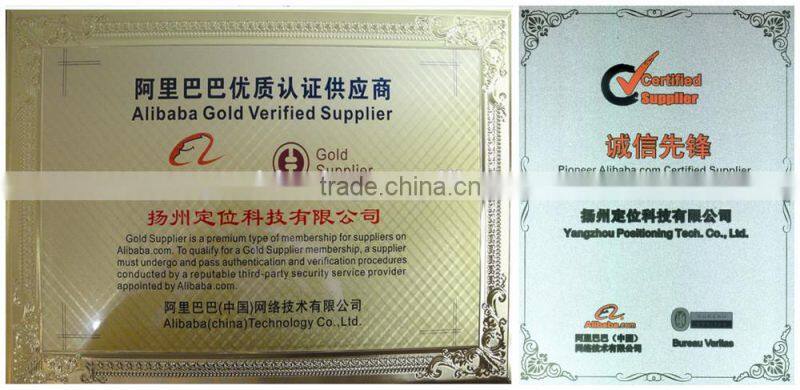 阿里巴巴优质认证供应商
Alibaba Gold Verified Supplier
Gold
Supplier
扬州定位科技有限公司
Gold Supplier is a premium type of membership for suppliers on
Alibaba.com. To qualify for a Gold Supplier membership, a supplier
must undergo and pass authentication and verification procedures
conducted by a reputable third-party security service provider
appointed by Alibaba.com.
阿里巴巴(中国)网络技术有限公司
Alibaba(china)Technology Co.,Ltd.
trade.china.cn
Certified
Supplier
诚信先锋
Pioneer Alibaba.com Certified Supplier
扬州定位科技有限公司
Yangzhou Positioning Tech. Co., Ltd.
Alibaba.com
阿里巴巴（中国）
网络技术有限公司
Bureau Veritas